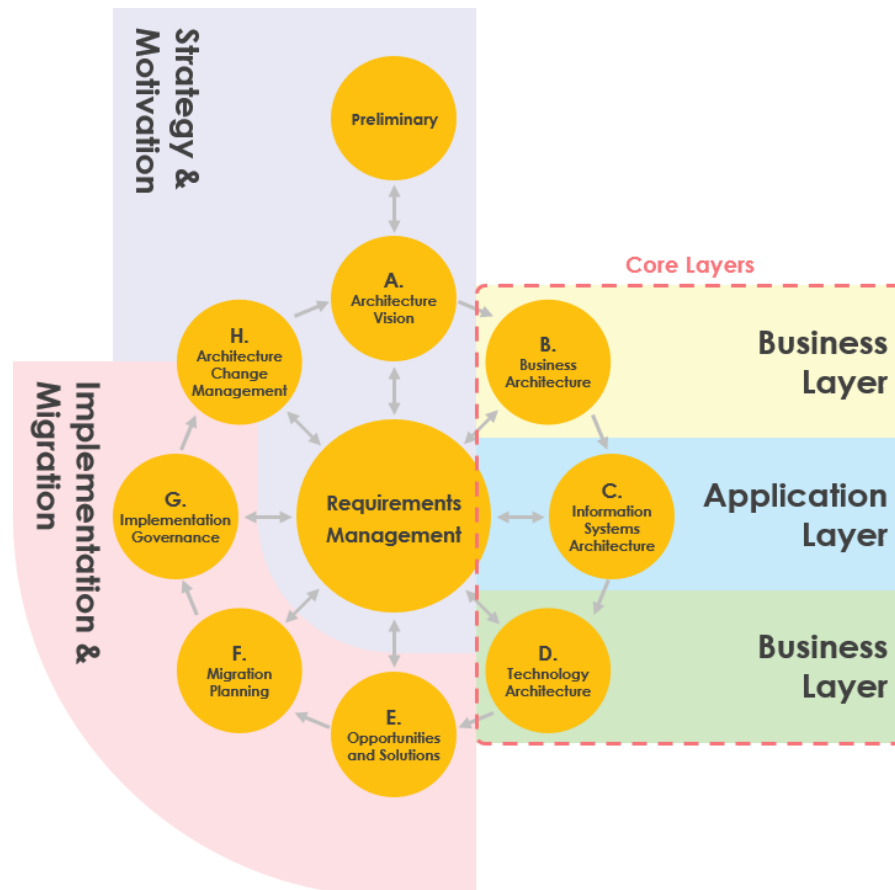 Strategy &
Motivation
Preliminary
A.
Architecture
Vision
Core Layers
H.
Architecture
Change
Management
B.
Business
Architecture
Business
Layer
Implementation &
Migration
G.
Implementation
Governance
Requirements
Management
C.
Information
Systems
Architecture
Application
Layer
F.
Migration
Planning
D.
Technology
Architecture
Business
Layer
E.
Opportunities
and Solutions